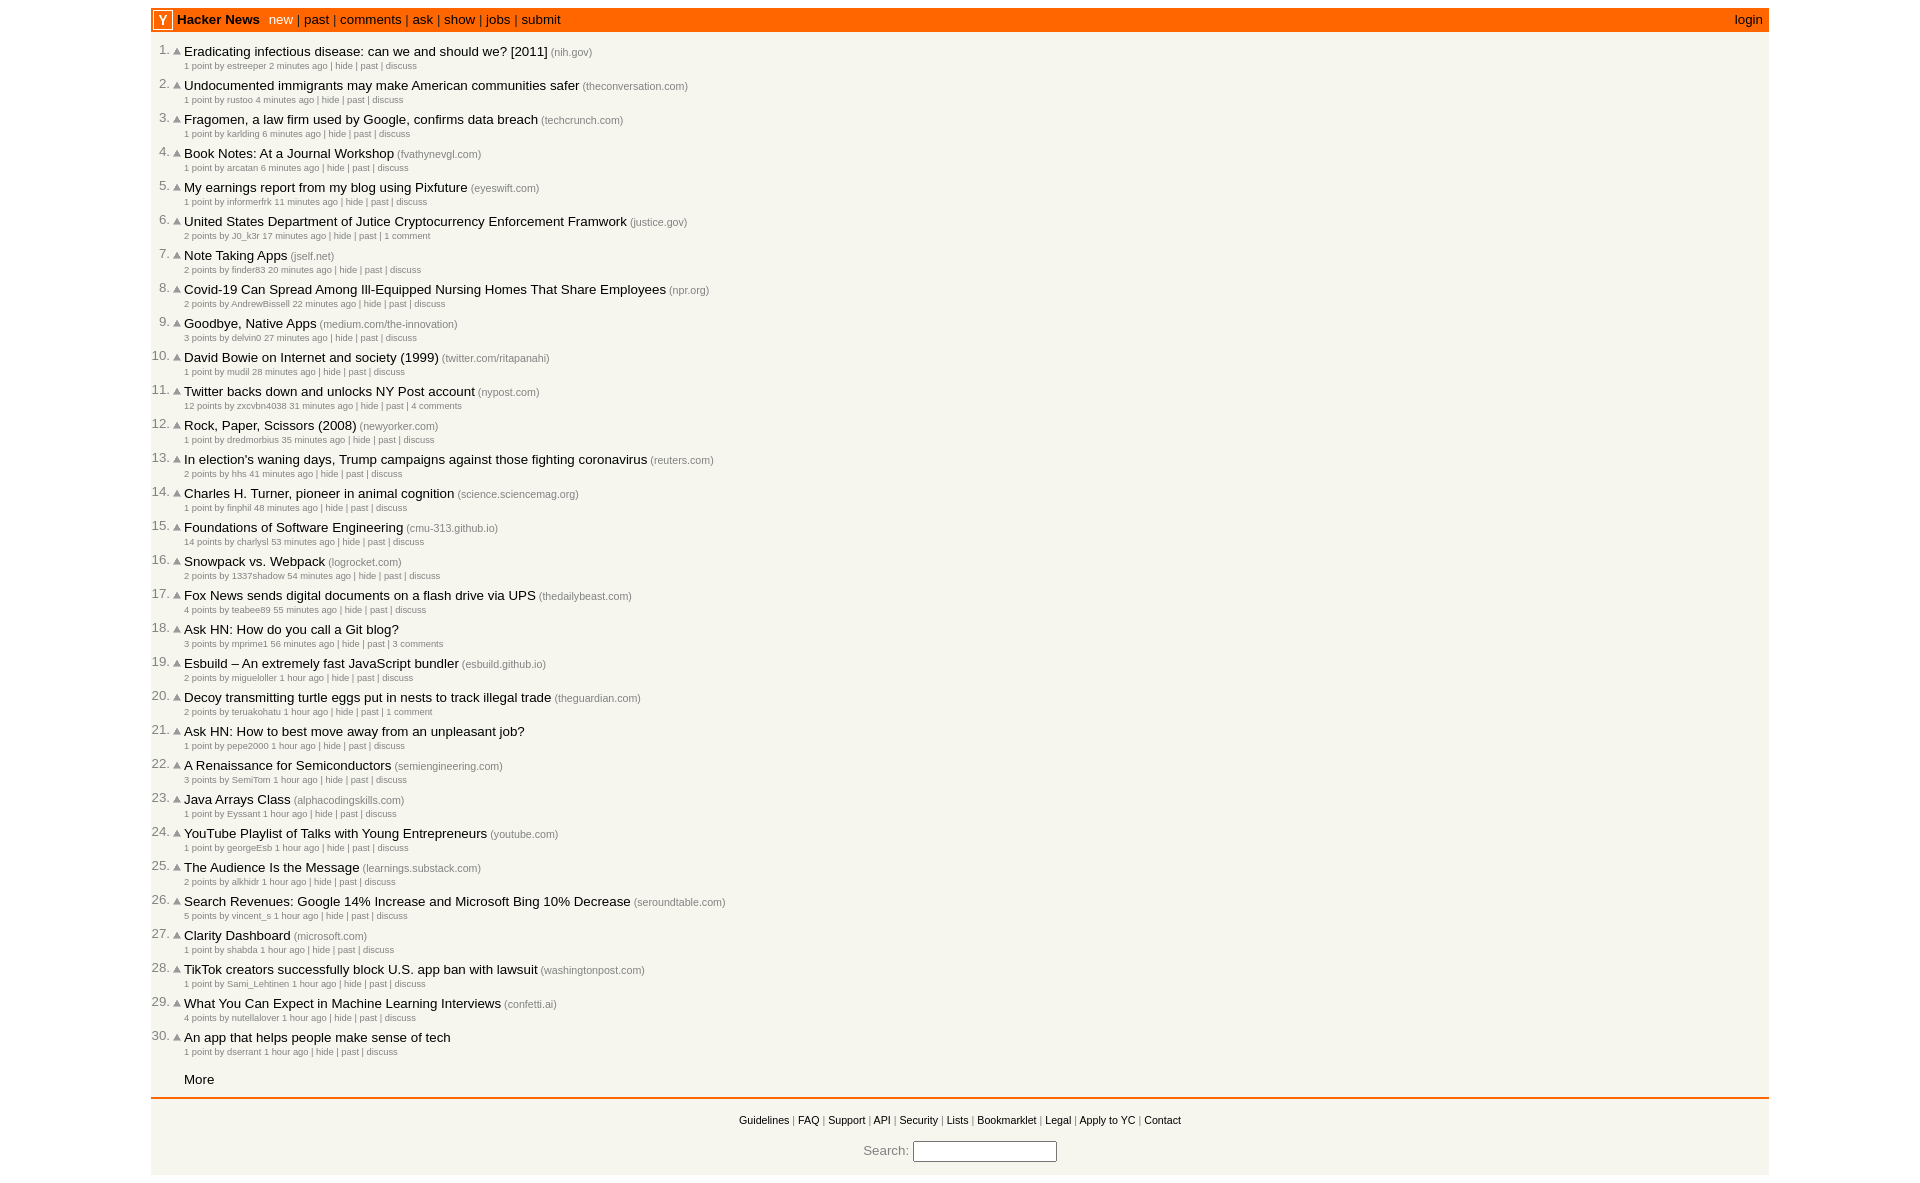 Y Hacker News new | past | comments | ask | show | jobs | submit login
1. Eradicating infectious disease: can we and should we? [2011] (nih.gov)
1 point by estreeper 2 minutes ago | hide | past | discuss
2. Undocumented immigrants may make American communities safer (theconversation.com)
1 point by rustoo 4 minutes ago | hide | past | discuss
3. Fragomen, a law firm used by Google, confirms data breach (techcrunch.com)
1 point by karlding 6 minutes ago | hide | past | discuss
4. Book Notes: At a Journal Workshop (fvathynevgl.com)
1 point by arcatan 6 minutes ago | hide | past | discuss
5. My earnings report from my blog using Pixfuture (eyeswift.com)
1 point by informerfrk 11 minutes ago | hide | past | discuss
6. United States Department of Jutice Cryptocurrency Enforcement Framwork (justice.gov)
2 points by J0_k3r 17 minutes ago | hide | past | 1 comment
7. Note Taking Apps (jself.net)
2 points by finder83 20 minutes ago | hide | past | discuss
8. Covid-19 Can Spread Among Ill-Equipped Nursing Homes That Share Employees (npr.org)
2 points by AndrewBissell 22 minutes ago | hide | past | discuss
9. Goodbye, Native Apps (medium.com/the-innovation)
3 points by delvin0 27 minutes ago | hide | past | discuss
10. David Bowie on Internet and society (1999) (twitter.com/ritapanahi)
1 point by mudil 28 minutes ago | hide | past | discuss
11. Twitter backs down and unlocks NY Post account (nypost.com)
12 points by zxcvbn4038 31 minutes ago | hide | past | 4 comments
12. Rock, Paper, Scissors (2008) (newyorker.com)
1 point by dredmorbius 35 minutes ago | hide | past | discuss
13. In election's waning days, Trump campaigns against those fighting coronavirus (reuters.com)
2 points by hhs 41 minutes ago | hide | past | discuss
14. Charles H. Turner, pioneer in animal cognition (science.sciencemag.org)
1 point by finphil 48 minutes ago | hide | past | discuss
15. Foundations of Software Engineering (cmu-313.github.io)
14 points by charlysl 53 minutes ago | hide | past | discuss
16. Snowpack vs. Webpack (logrocket.com)
2 points by 1337shadow 54 minutes ago | hide | past | discuss
17. Fox News sends digital documents on a flash drive via UPS (thedailybeast.com)
4 points by teabee89 55 minutes ago | hide | past | discuss
18. Ask HN: How do you call a Git blog?
3 points by mprime1 56 minutes ago | hide | past | 3 comments
19. Esbuild – An extremely fast JavaScript bundler (esbuild.github.io)
2 points by migueloller 1 hour ago | hide | past | discuss
20. Decoy transmitting turtle eggs put in nests to track illegal trade (theguardian.com)
2 points by teruakohatu 1 hour ago | hide | past | 1 comment
21. Ask HN: How to best move away from an unpleasant job?
1 point by pepe2000 1 hour ago | hide | past | discuss
22. A Renaissance for Semiconductors (semiengineering.com)
3 points by SemiTom 1 hour ago | hide | past | discuss
23. Java Arrays Class (alphacodingskills.com)
1 point by Eyssant 1 hour ago | hide | past | discuss
24. YouTube Playlist of Talks with Young Entrepreneurs (youtube.com)
1 point by georgeEsb 1 hour ago | hide | past | discuss
25. The Audience Is the Message (learnings.substack.com)
2 points by alkhidr 1 hour ago | hide | past | discuss
26. Search Revenues: Google 14% Increase and Microsoft Bing 10% Decrease (seroundtable.com)
5 points by vincent_s 1 hour ago | hide | past | discuss
27. Clarity Dashboard (microsoft.com)
1 point by shabda 1 hour ago | hide | past | discuss
28. TikTok creators successfully block U.S. app ban with lawsuit (washingtonpost.com)
1 point by Sami_Lehtinen 1 hour ago | hide | past | discuss
29. What You Can Expect in Machine Learning Interviews (confetti.ai)
4 points by nutellalover 1 hour ago | hide | past | discuss
30. An app that helps people make sense of tech
1 point by dserrant 1 hour ago | hide | past | discuss
More
Guidelines | FAQ | Support | API | Security | Lists | Bookmarklet | Legal | Apply to YC | Contact
Search: